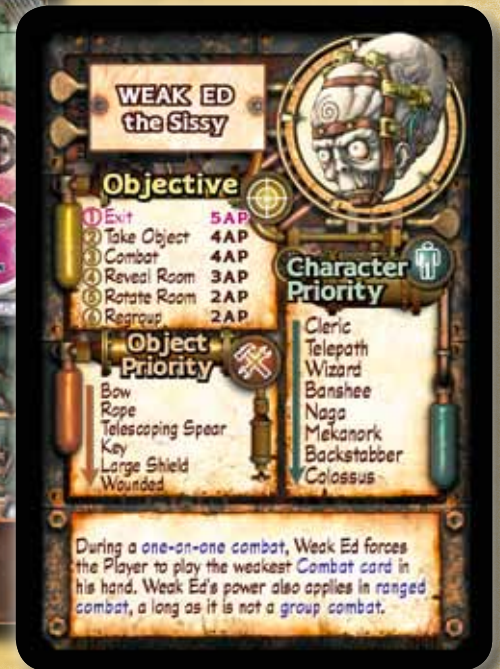 WEAK ED
the Sissy
Objective
① Exit 5AP
② Take Object 4AP
③ Combat 4AP
④ Reveal Room 3AP
⑤ Rotate Room 2AP
⑥ Regroup 2AP
Object
Priority
Bow
Rope
Telescoping Spear
Key
Large Shield
Wounded
Character
Priority
Cleric
Telepath
Wizard
Banshee
Naga
Mekanork
Backstabber
Colossus
During a one-on-one combat, Weak Ed forces
the Player to play the weakest Combat card in
his hand. Weak Ed's power also applies in ranged
combat, a long as it is not a group combat.